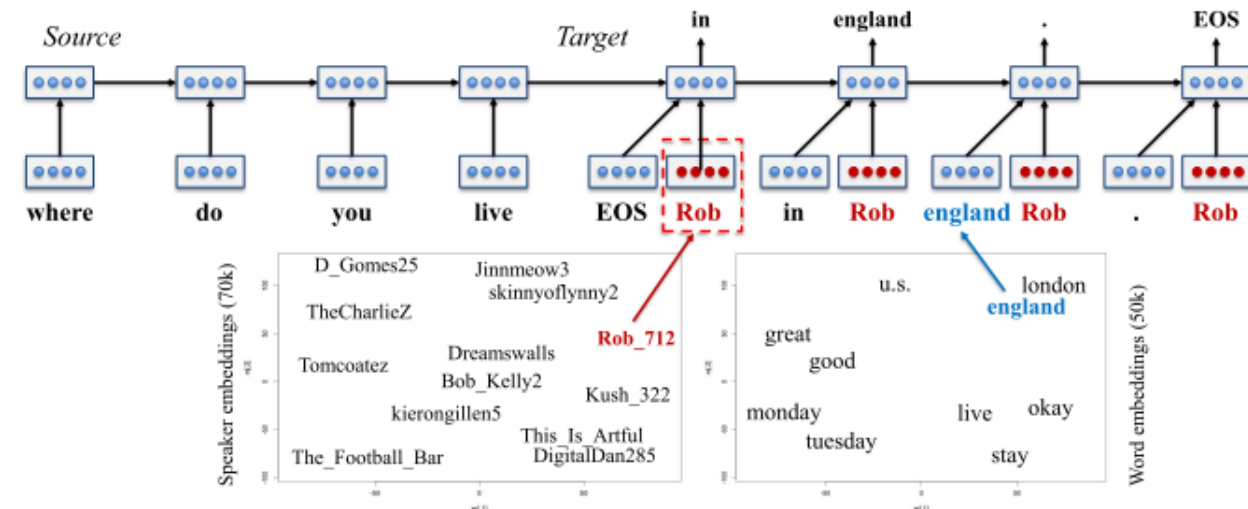 Source Target in england . EOS
where do you live EOS Rob in Rob england Rob . Rob
Speaker embeddings (70k)
D_Gomes25
Jinnmeow3
skinnyoflynny2
TheCharlieZ
Rob_712
Dreamswalls
Tomcoatez
Bob_Kelly2
Kush_322
kierongillen5
This_Is_Artful
The_Football_Bar
DigitalDan285
u.s.
london
england
great
good
monday
live
okay
tuesday
stay
Word embeddings (50k)